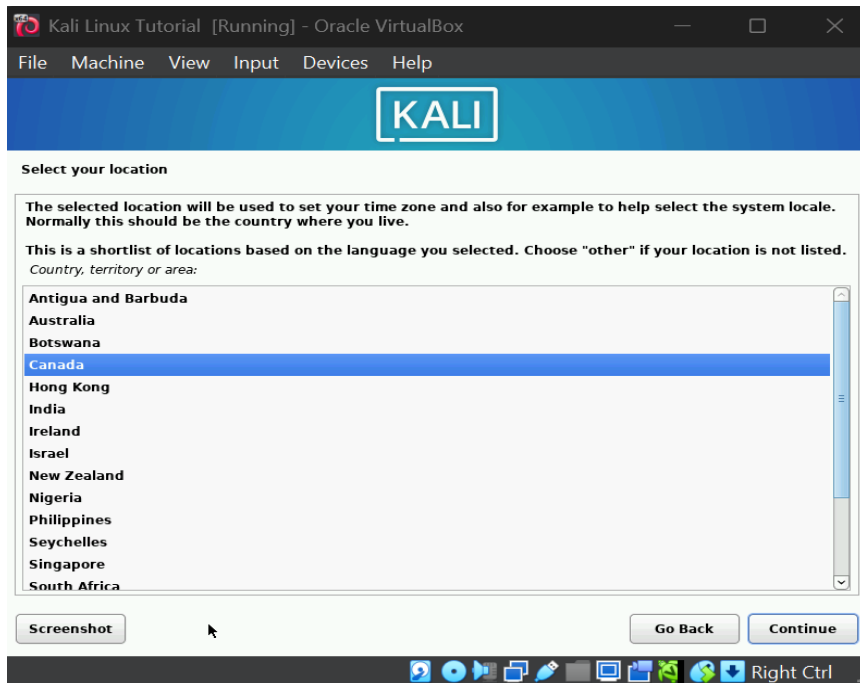 Kali Linux Tutorial [Running] - Oracle VirtualBox
File Machine View Input Devices Help
KALI
Select your location
The selected location will be used to set your time zone and also for example to help select the system locale.
Normally this should be the country where you live.
This is a shortlist of locations based on the language you selected. Choose "other" if your location is not listed.
Country, territory or area:
Antigua and Barbuda
Australia
Botswana
Canada
Hong Kong
India
Ireland
Israel
New Zealand
Nigeria
Philippines
Seychelles
Singapore
South Africa
Screenshot Go Back Continue
Right Ctrl